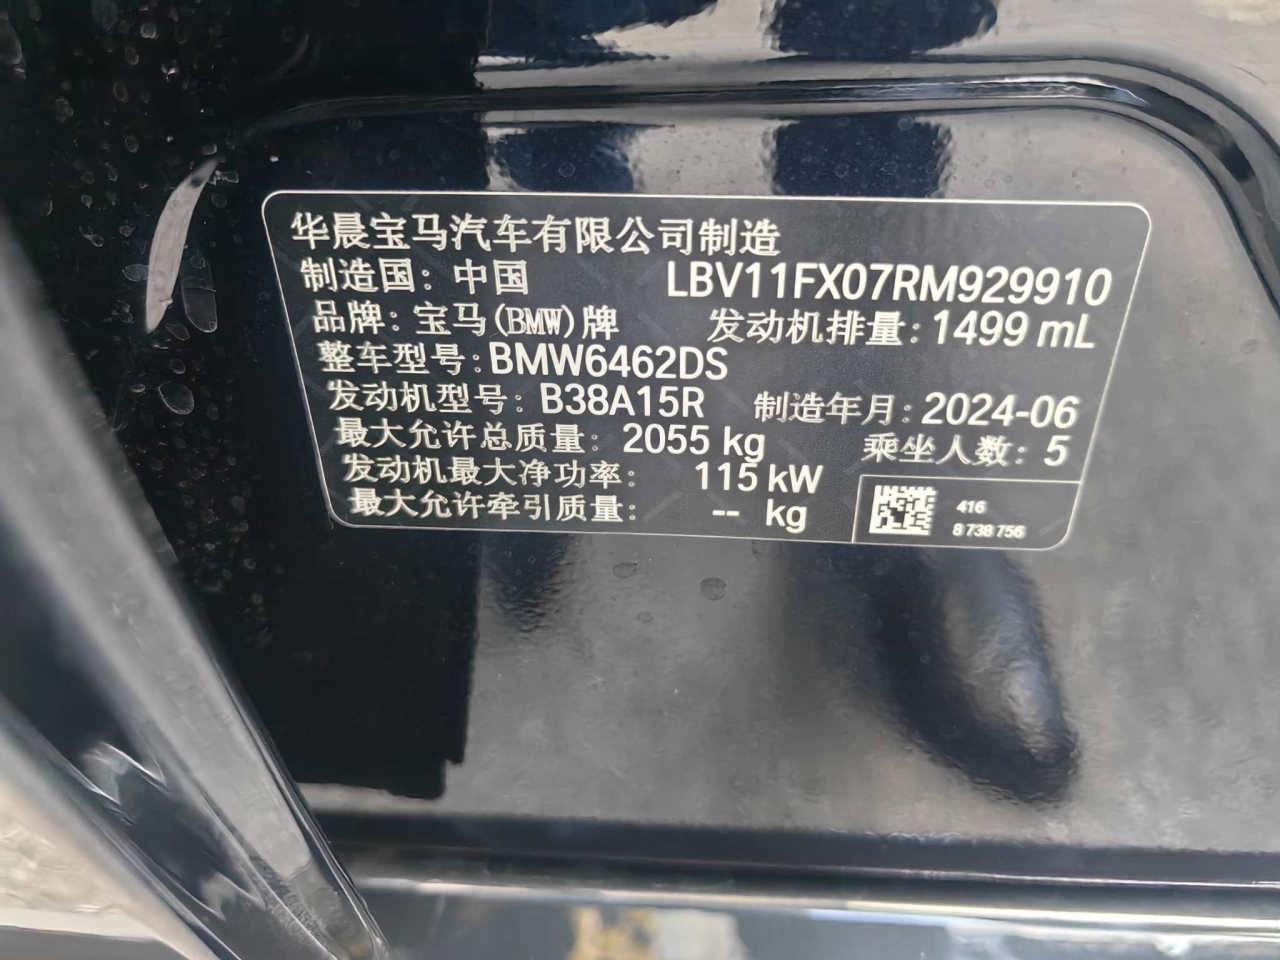 华晨宝马汽车有限公司制造
制造国：中国 LBV11FX07RM929910
品牌：宝马(BMW)牌 发动机排量：1499 mL
整车型号：BMW6462DS
发动机型号：B38A15R 制造年月：2024-06
最大允许总质量：2055 kg 乘坐人数：5
发动机最大净功率：115 kW
最大允许牵引质量：-- kg
416
8 738 756